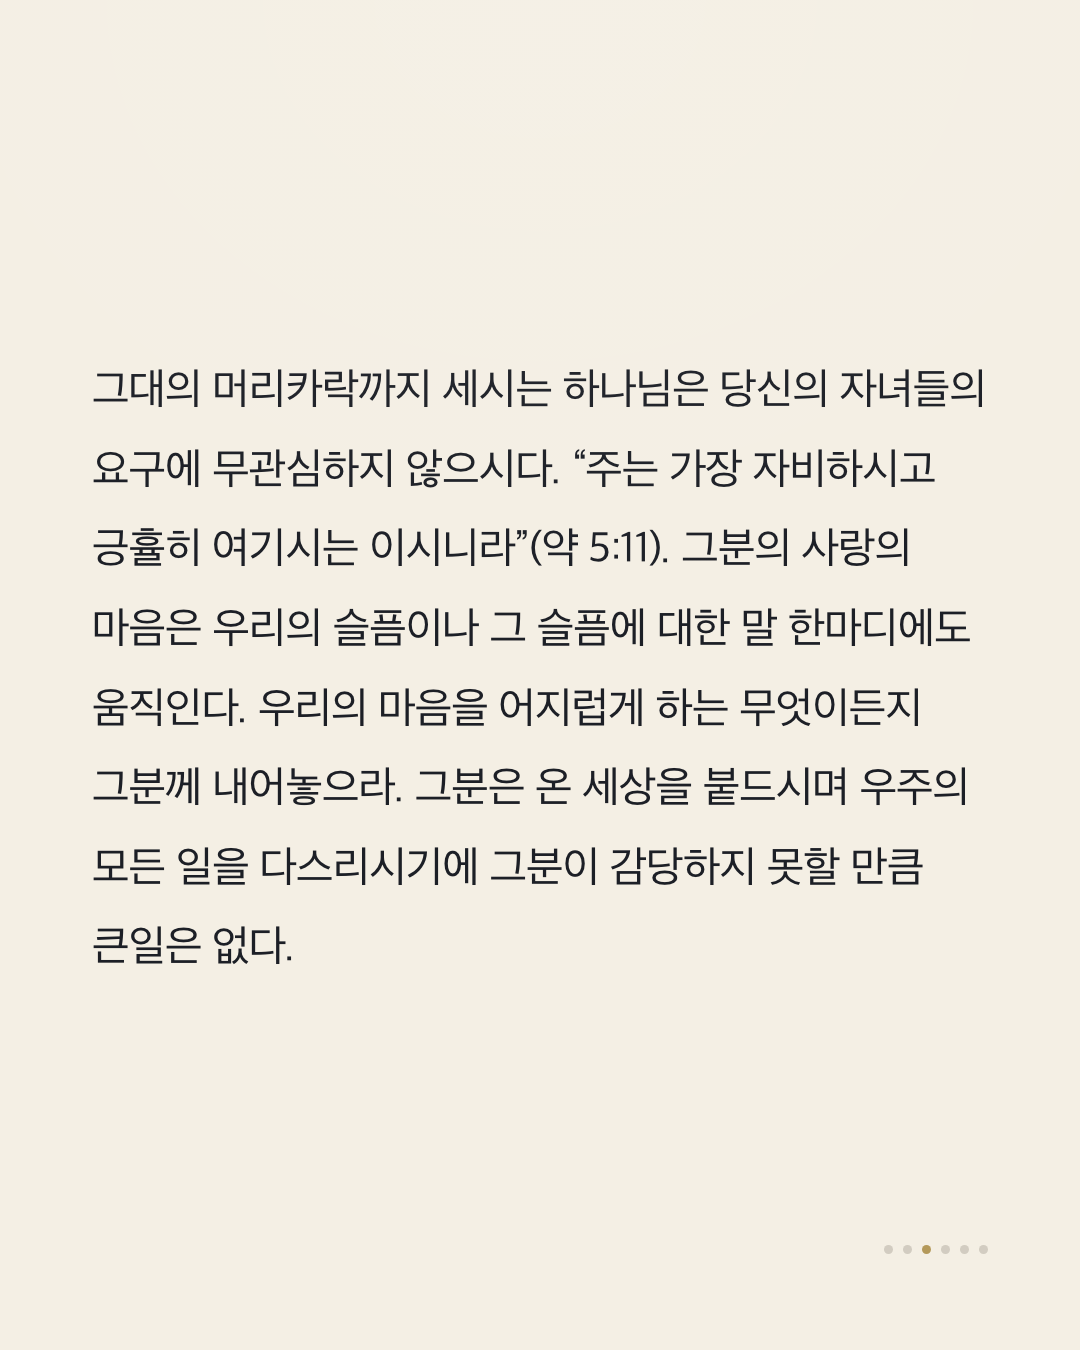 그대의 머리카락까지 세시는 하나님은 당신의 자녀들의
요구에 무관심하지 않으시다. “주는 가장 자비하시고
긍휼히 여기시는 이시니라”(약 5:11). 그분의 사랑의
마음은 우리의 슬픔이나 그 슬픔에 대한 말 한마디에도
움직인다. 우리의 마음을 어지럽게 하는 무엇이든지
그분께 내어놓으라. 그분은 온 세상을 붙드시며 우주의
모든 일을 다스리시기에 그분이 감당하지 못할 만큼
큰일은 없다.